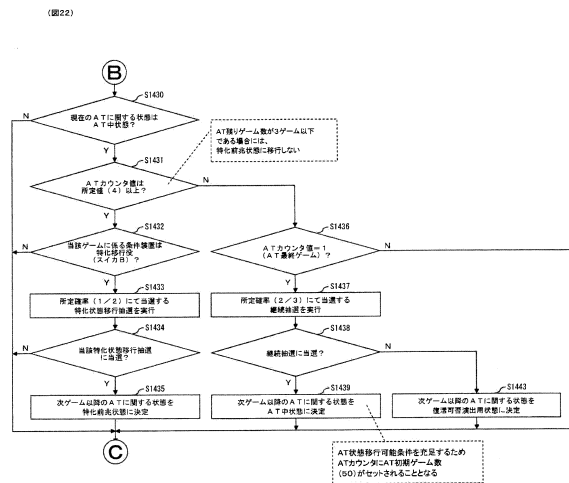 (図22)
B
S1430
現在のATに関する状態は
AT中状態?
N
Y
AT残りゲーム数が3ゲーム以下
である場合には、
特化前兆状態に移行しない
S1431
ATカウンタ値は
所定値(4)以上?
N
Y
S1432
当該ゲームに係る条件装置は
特化移行役
(スイカB)?
N
Y
S1436
ATカウンタ値=1
(AT最終ゲーム)?
N
Y
S1433
所定確率(1/2)にて当選する
特化状態移行抽選を実行
S1437
所定確率(2/3)にて当選する
継続抽選を実行
S1434
当該特化状態移行抽選
に当選?
N
Y
S1438
継続抽選に当選?
N
Y
S1435
次ゲーム以降のATに関する状態を
特化前兆状態に決定
S1439
次ゲーム以降のATに関する状態を
AT中状態に決定
S1443
次ゲーム以降のATに関する状態を
復活可否演出用状態に決定
C
AT状態移行可能条件を充足するため
ATカウンタにAT初期ゲーム数
(50)がセットされることとなる